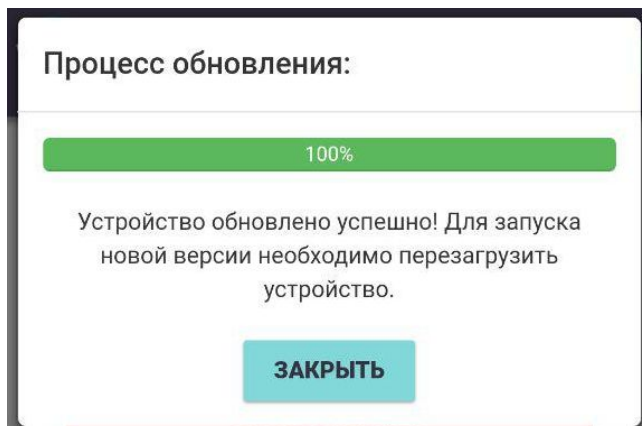 Процесс обновления:
100%
Устройство обновлено успешно! Для запуска
новой версии необходимо перезагрузить
устройство.
ЗАКРЫТЬ